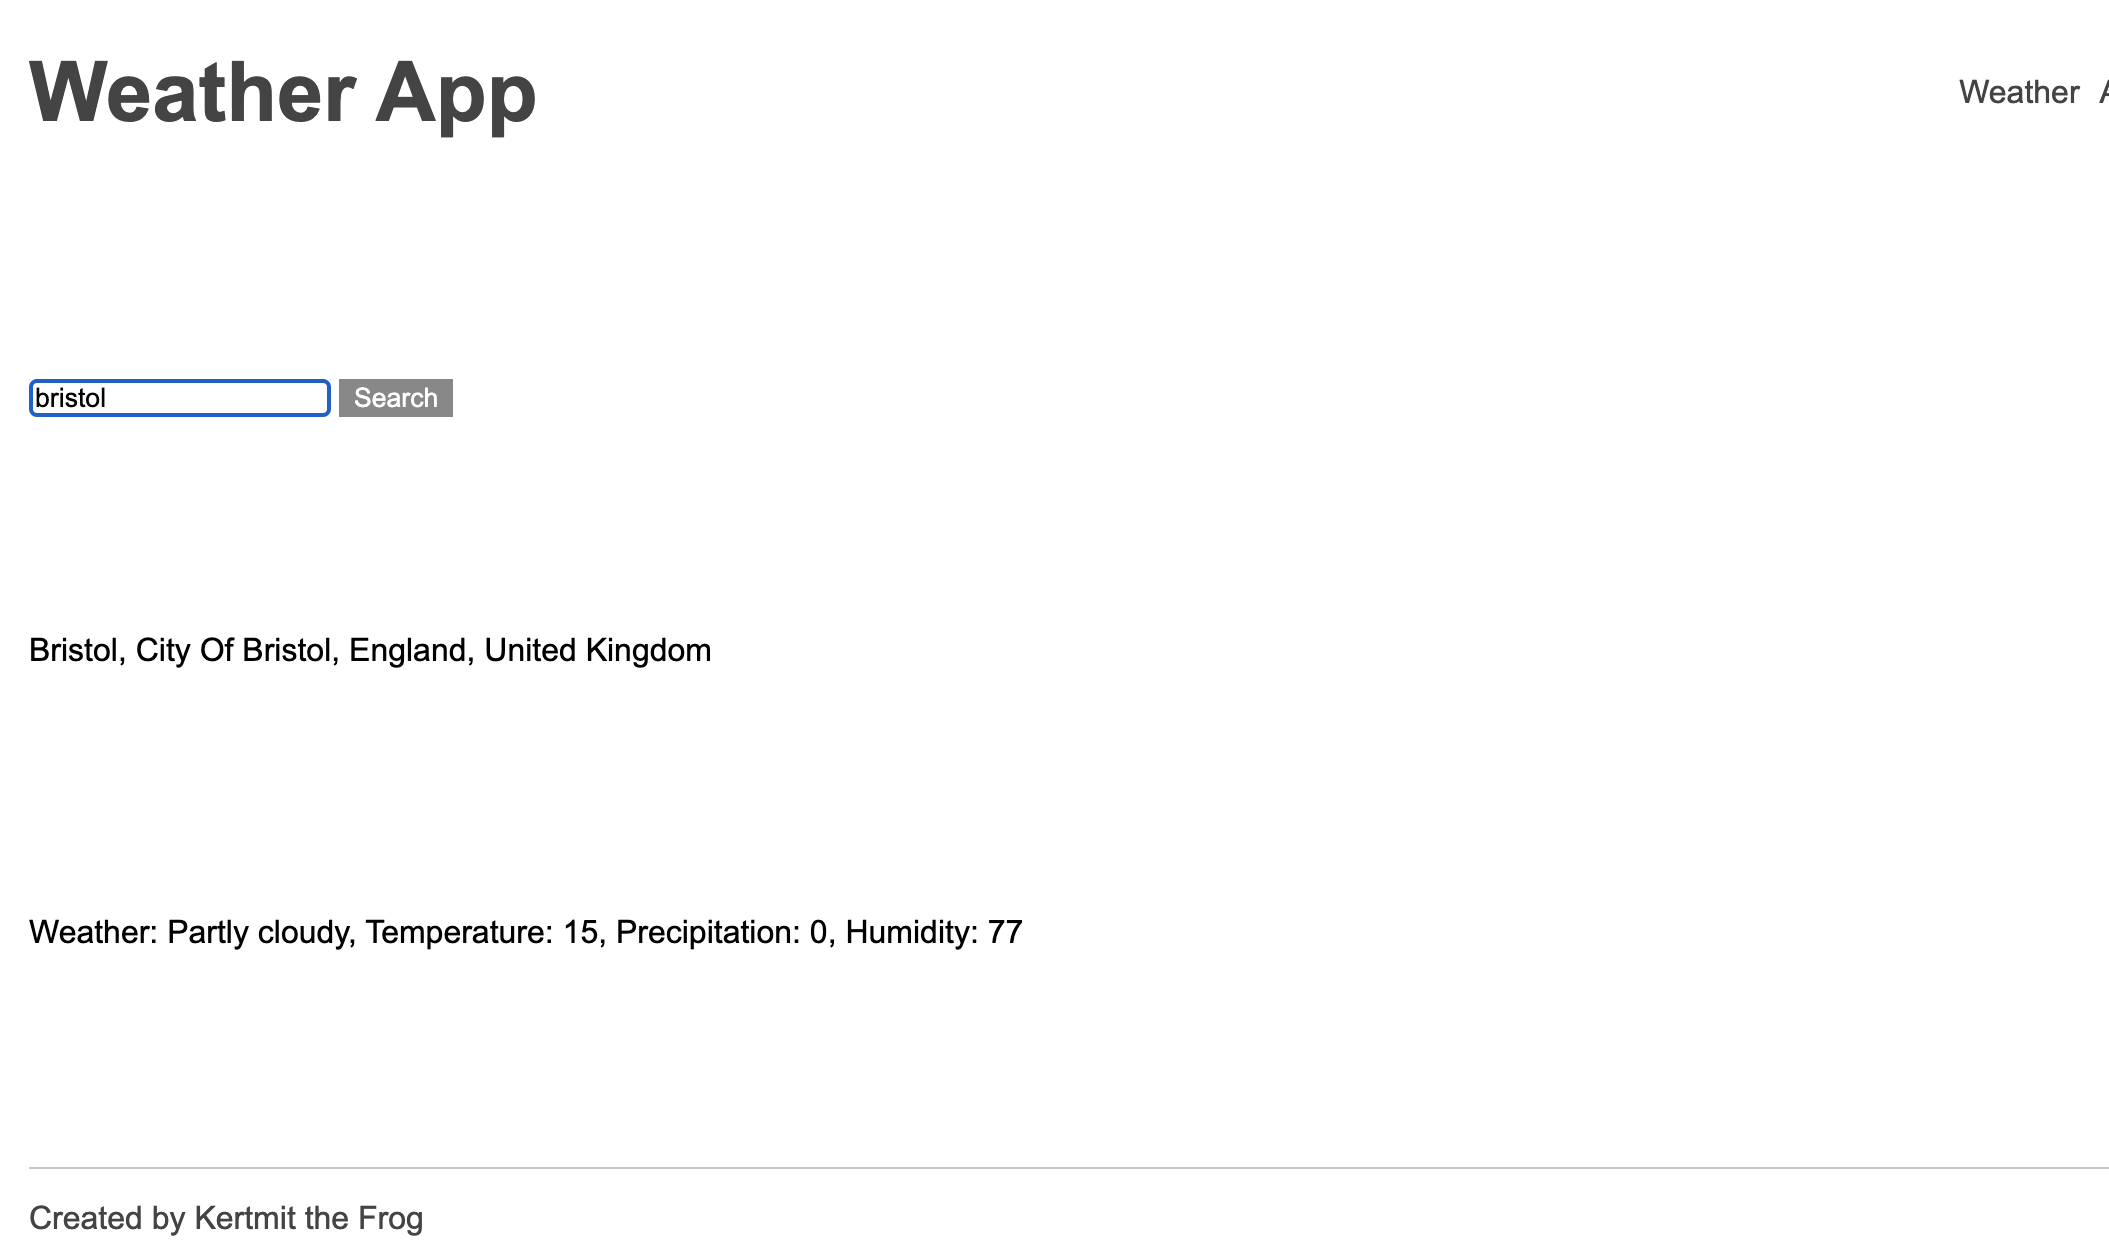 Weather App
Weather
bristol
Search
Bristol, City Of Bristol, England, United Kingdom
Weather: Partly cloudy, Temperature: 15, Precipitation: 0, Humidity: 77
Created by Kertmit the Frog